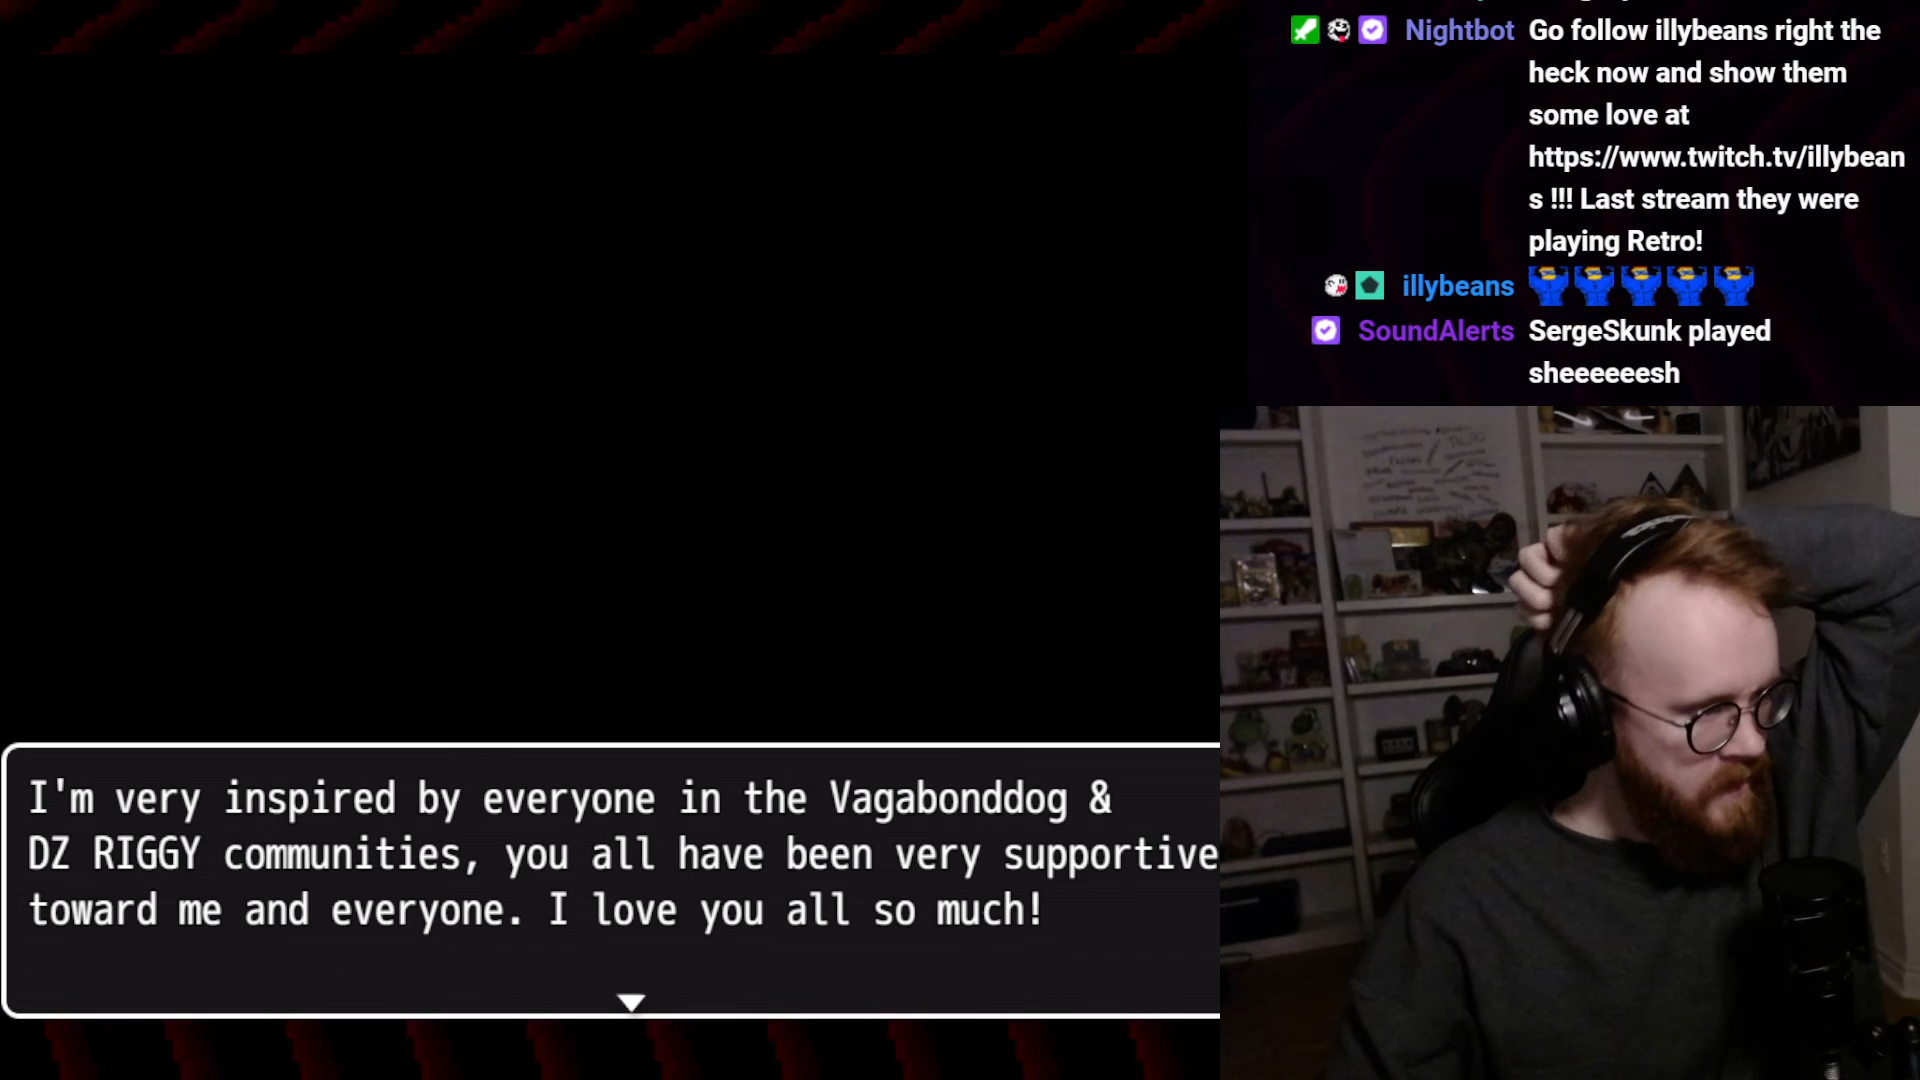 Nightbot Go follow illybeans right the
heck now and show them
some love at
https://www.twitch.tv/illybean
s !!! Last stream they were
playing Retro!
illybeans
SoundAlerts SergeSkunk played
sheeeeeesh
I'm very inspired by everyone in the Vagabonddog &
DZ RIGGY communities, you all have been very supportive
toward me and everyone. I love you all so much!